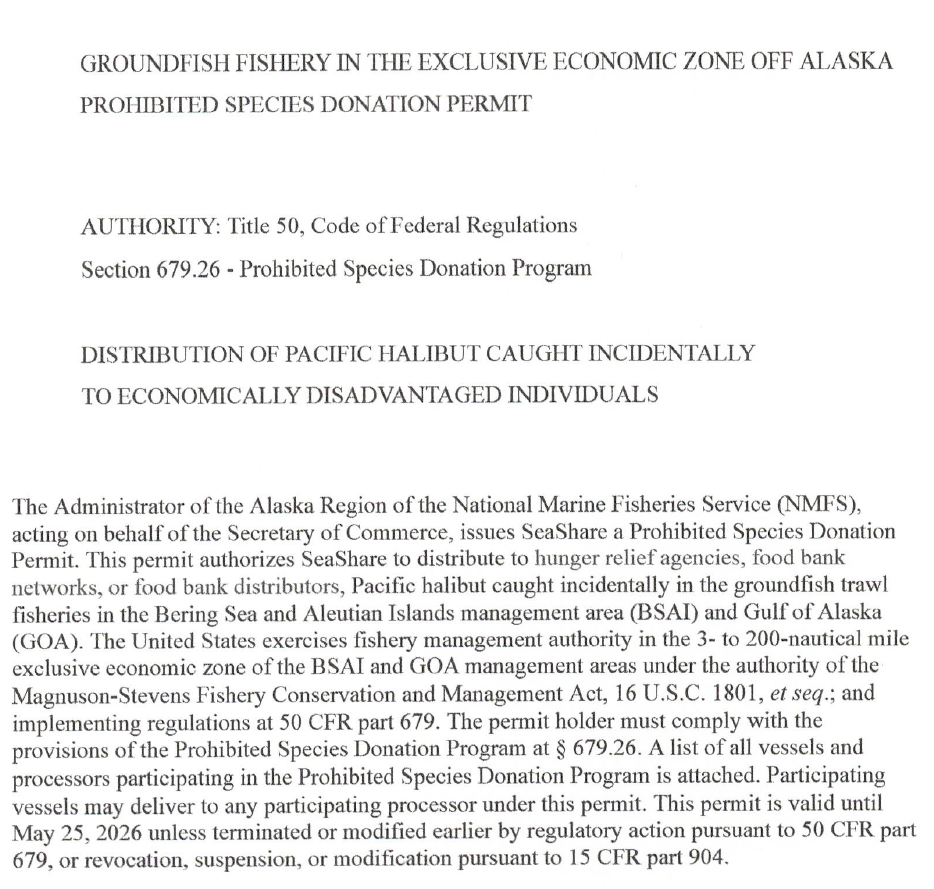 GROUNDFISH FISHERY IN THE EXCLUSIVE ECONOMIC ZONE OFF ALASKA
PROHIBITED SPECIES DONATION PERMIT
AUTHORITY: Title 50, Code of Federal Regulations
Section 679.26 - Prohibited Species Donation Program
DISTRIBUTION OF PACIFIC HALIBUT CAUGHT INCIDENTALLY
TO ECONOMICALLY DISADVANTAGED INDIVIDUALS
The Administrator of the Alaska Region of the National Marine Fisheries Service (NMFS),
acting on behalf of the Secretary of Commerce, issues SeaShare a Prohibited Species Donation
Permit. This permit authorizes SeaShare to distribute to hunger relief agencies, food bank
networks, or food bank distributors, Pacific halibut caught incidentally in the groundfish trawl
fisheries in the Bering Sea and Aleutian Islands management area (BSAI) and Gulf of Alaska
(GOA). The United States exercises fishery management authority in the 3- to 200-nautical mile
exclusive economic zone of the BSAI and GOA management areas under the authority of the
Magnuson-Stevens Fishery Conservation and Management Act, 16 U.S.C. 1801, et seq.; and
implementing regulations at 50 CFR part 679. The permit holder must comply with the
provisions of the Prohibited Species Donation Program at § 679.26. A list of all vessels and
processors participating in the Prohibited Species Donation Program is attached. Participating
vessels may deliver to any participating processor under this permit. This permit is valid until
May 25, 2026 unless terminated or modified earlier by regulatory action pursuant to 50 CFR part
679, or revocation, suspension, or modification pursuant to 15 CFR part 904.